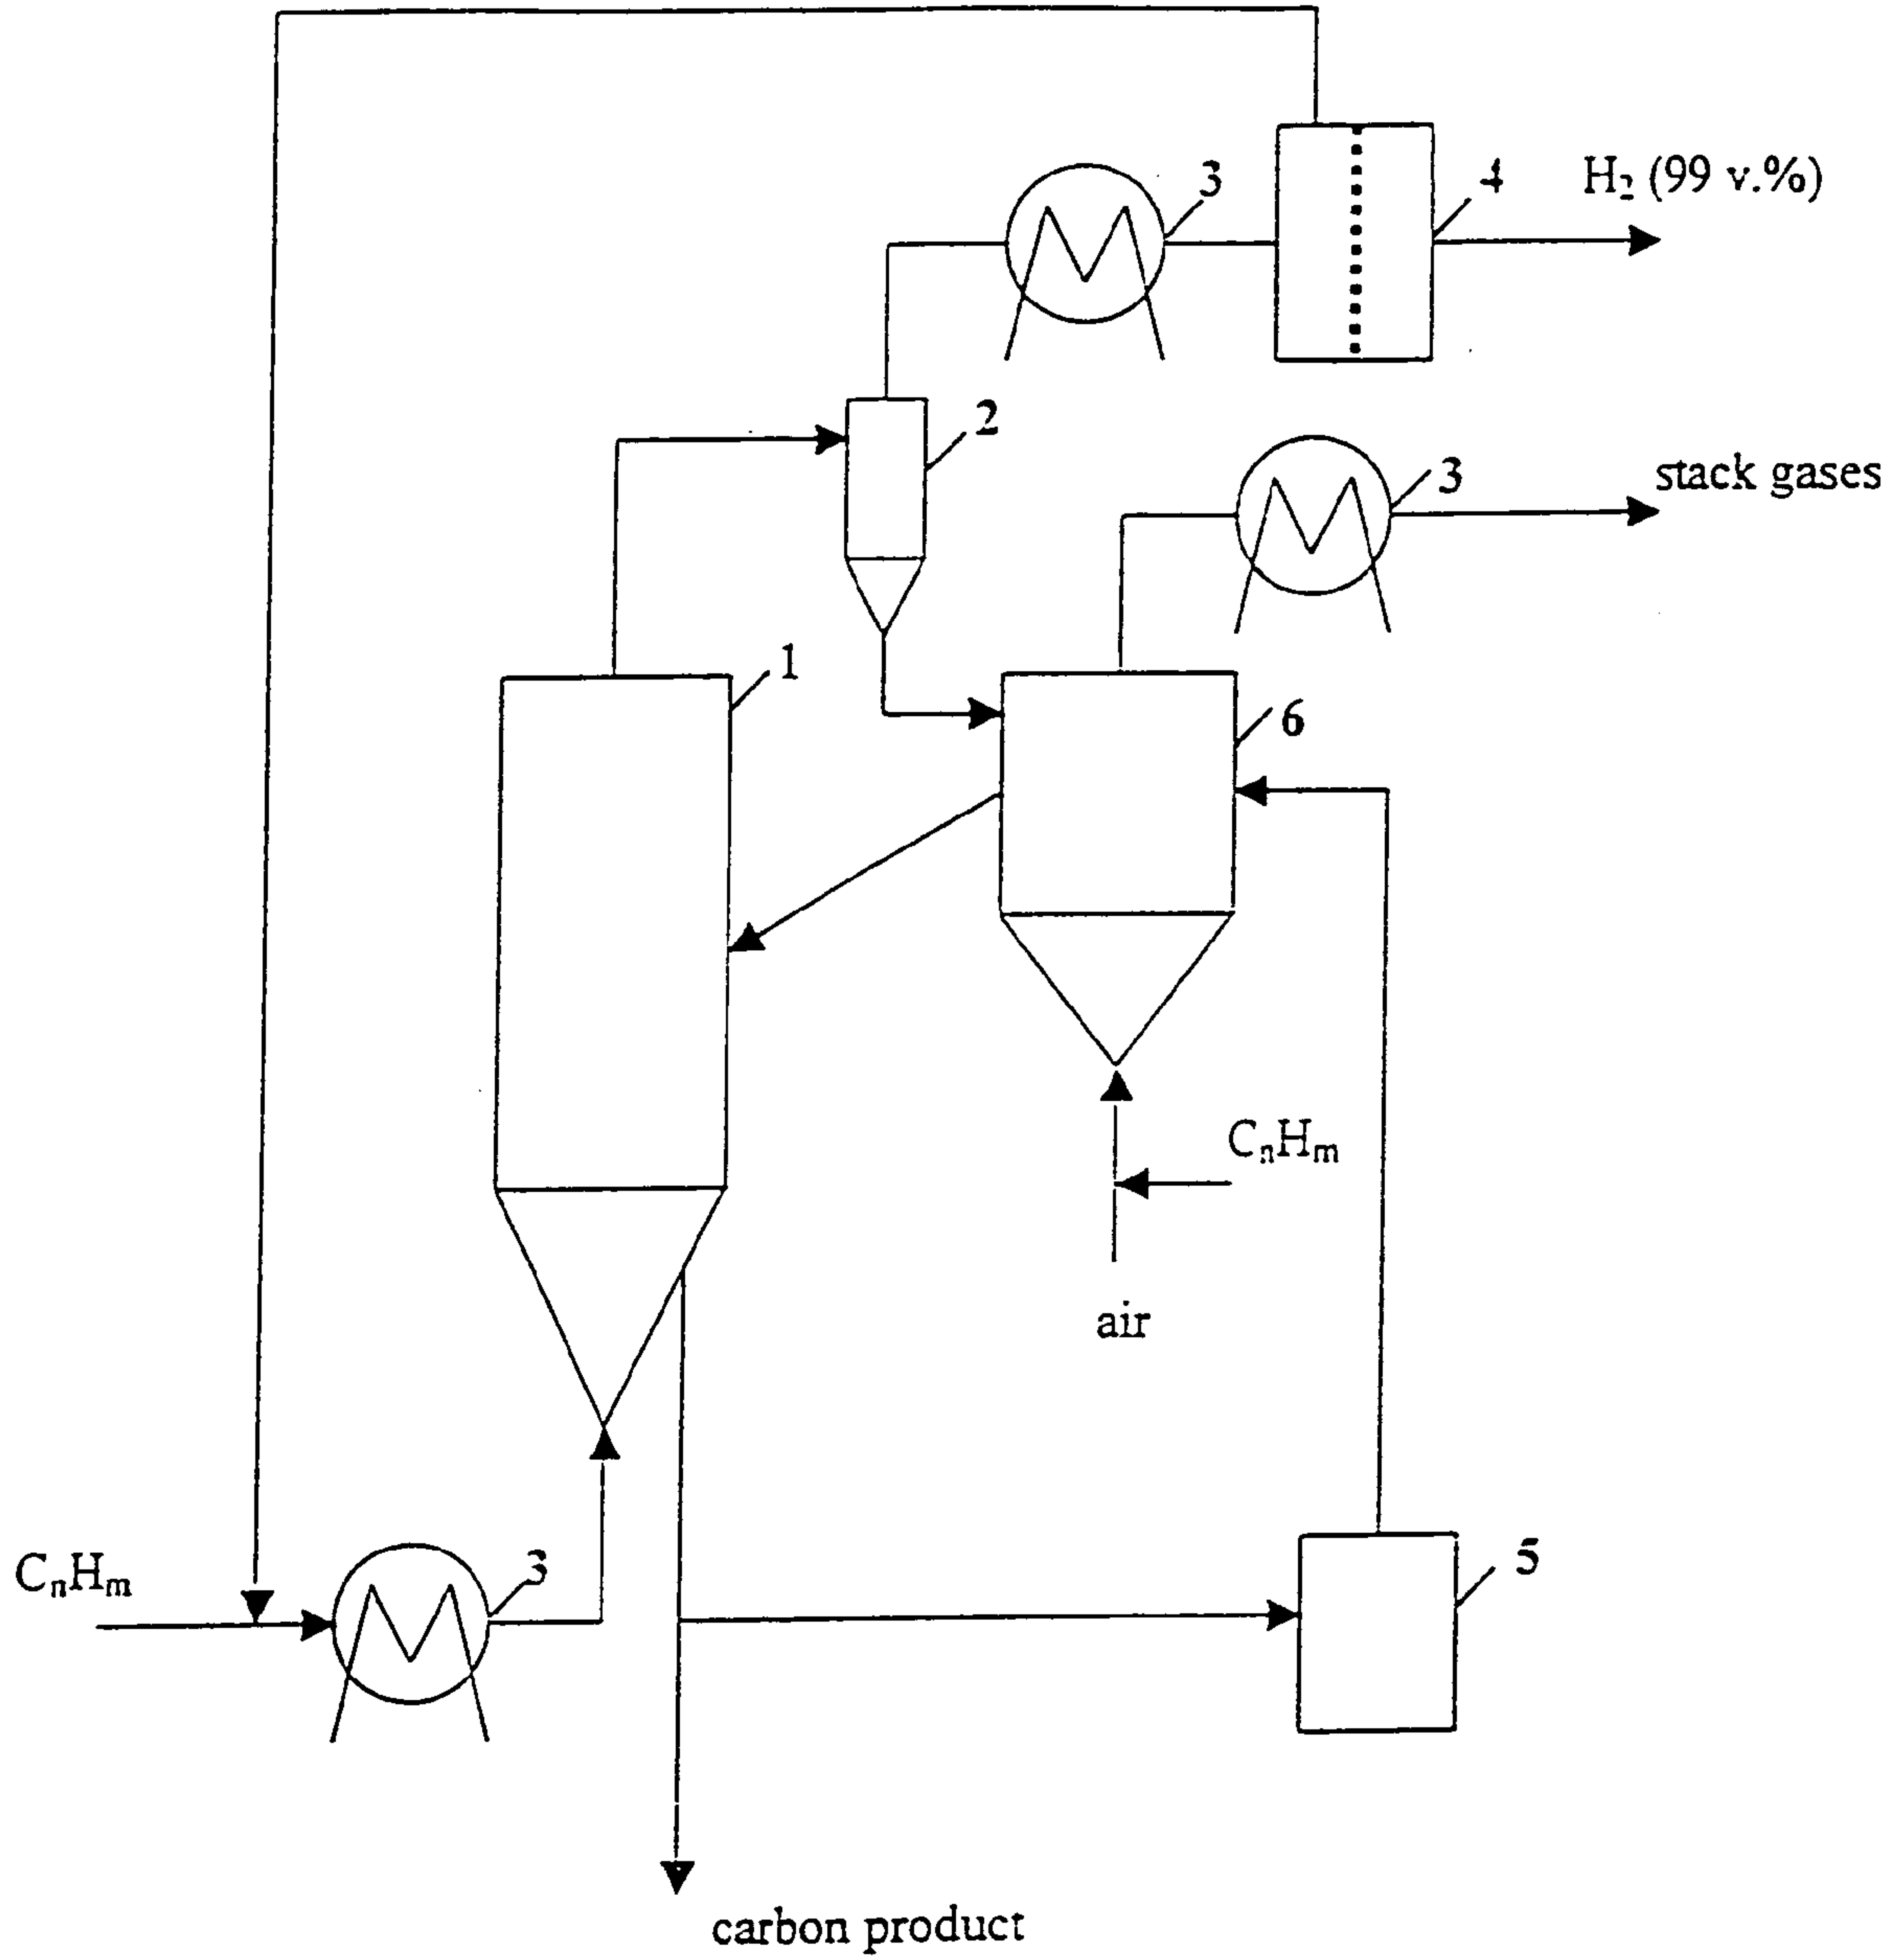 3
4
H₂ (99 v.%)
2
3
stack gases
1
6
CₙHₘ
air
CₙHₘ
3
5
carbon product